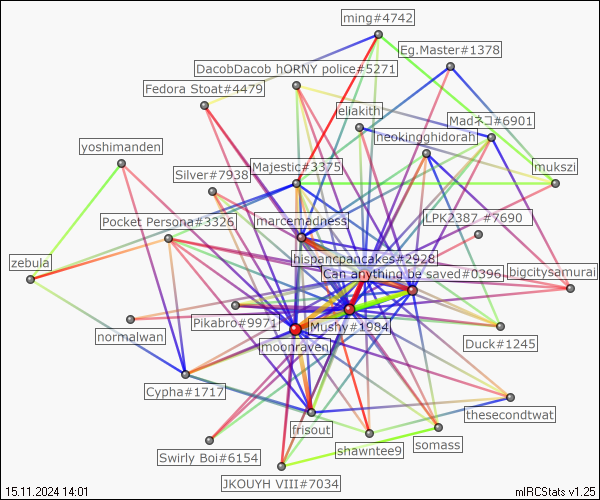 ming#4742
Eg.Master#1378
DacobDacob hORNY police#5271
Fedora Stoat#4479
eliakith
Madネコ#6901
neokingghidorah
yoshimanden
Majestic#3375
mukszi
Silver#7938
Pocket Persona#3326
marcemadness
LPK2387 #7690
hispanicpancakes#2928
zebula
Can anything be saved#0396
bigcitysamurai
Pikabro#9971
Mushy#1984
normalwan
moonraven
Duck#1245
Cypha#1717
thesecondtwat
frisout
somass
shawntee9
Swirly Boi#6154
JKOUYH VIII#7034
15.11.2024 14:01
mIRCStats v1.25